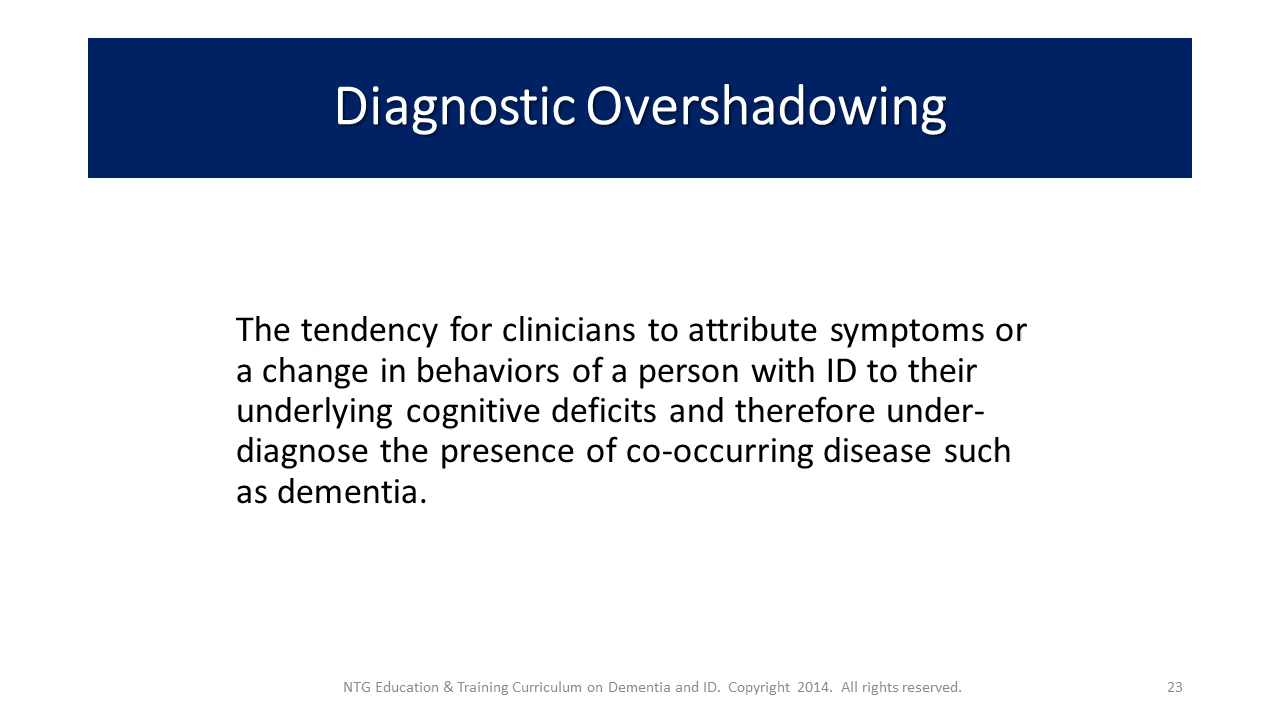 Diagnostic Overshadowing
The tendency for clinicians to attribute symptoms or
a change in behaviors of a person with ID to their
underlying cognitive deficits and therefore under-
diagnose the presence of co-occurring disease such
as dementia.
NTG Education & Training Curriculum on Dementia and ID.  Copyright 2014.  All rights reserved.
23